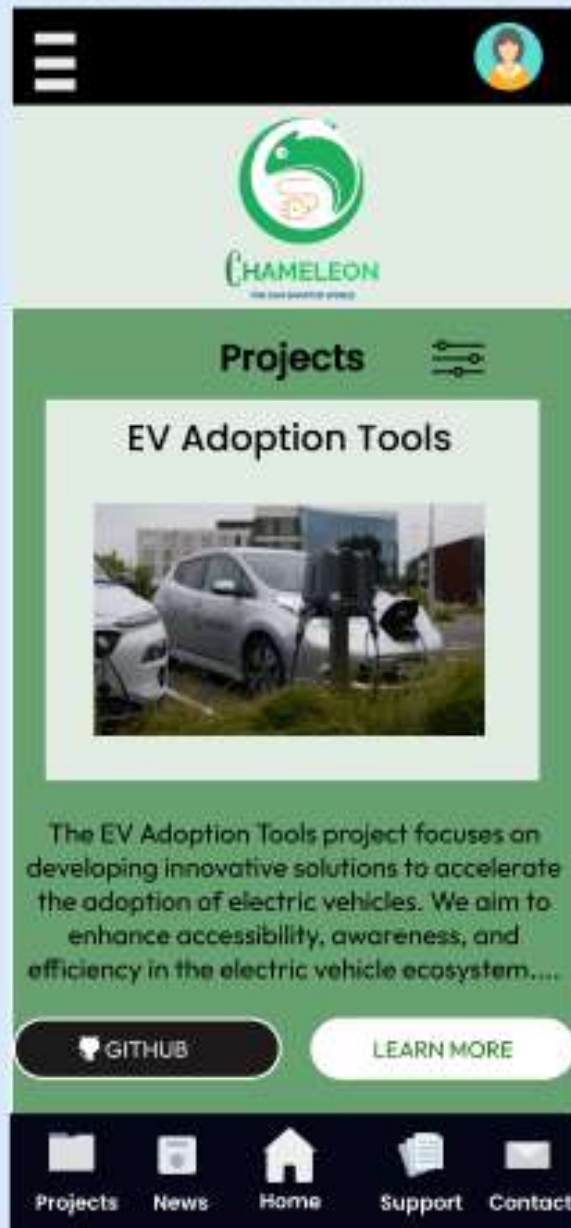 CHAMELEON
Projects
EV Adoption Tools
The EV Adoption Tools project focuses on
developing innovative solutions to accelerate
the adoption of electric vehicles. We aim to
enhance accessibility, awareness, and
efficiency in the electric vehicle ecosystem....
GITHUB
LEARN MORE
Projects
News
Home
Support
Contact